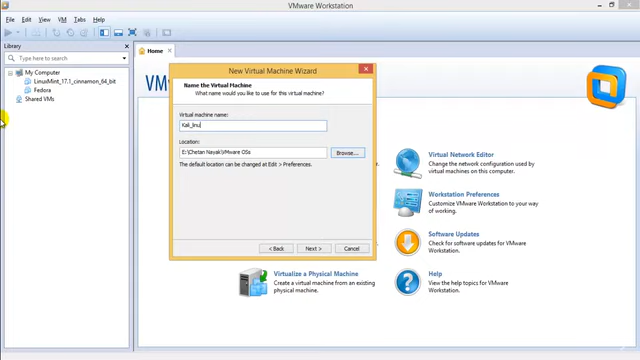 VMware Workstation
File Edit View VM Tabs Help
Library
Type here to search
My Computer
LinuxMint_17.1_cinnamon_64_bit
Fedora
Shared VMs
Home
VM
New Virtual Machine Wizard
Name the Virtual Machine
What name would you like to use for this virtual machine?
Virtual machine name:
Kali_linu
Location:
E:\Chetan Nayak\VMware OSs
Browse...
The default location can be changed at Edit > Preferences.
< Back
Next >
Cancel
Virtual Network Editor
Change the network configuration used by
virtual machines on this computer.
Workstation Preferences
Customize VMware Workstation to your way
of working.
Software Updates
Check for software updates for VMware
Workstation.
Virtualize a Physical Machine
Create a virtual machine from an existing
physical machine.
Help
View the help topics for VMware
Workstation.